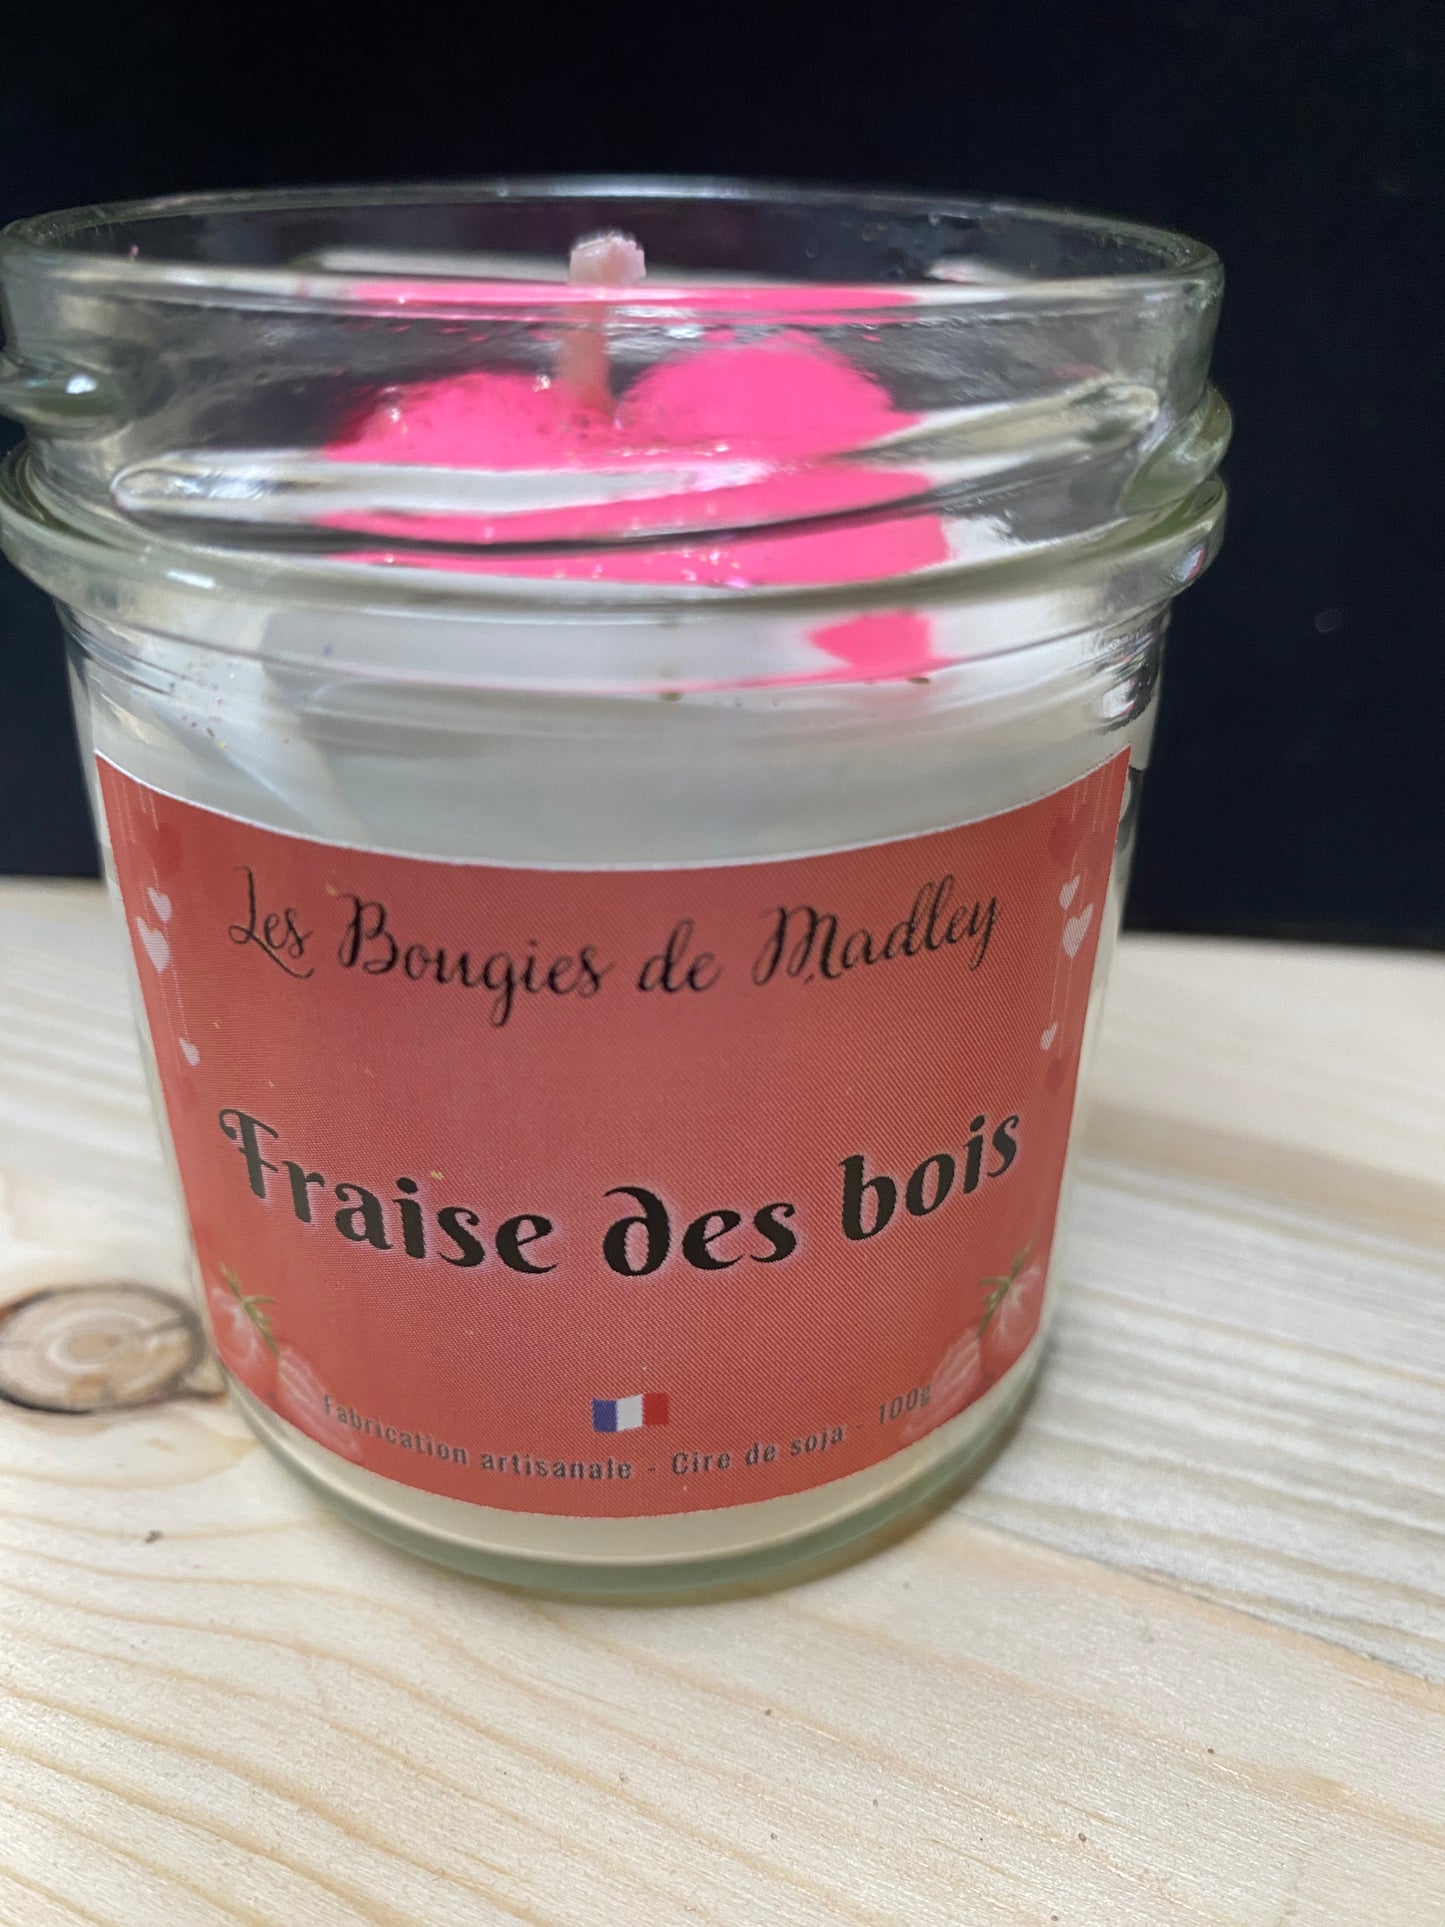 Les Bougies de Madley
Fraise des bois
Fabrication artisanale - Cire de soja - 100g